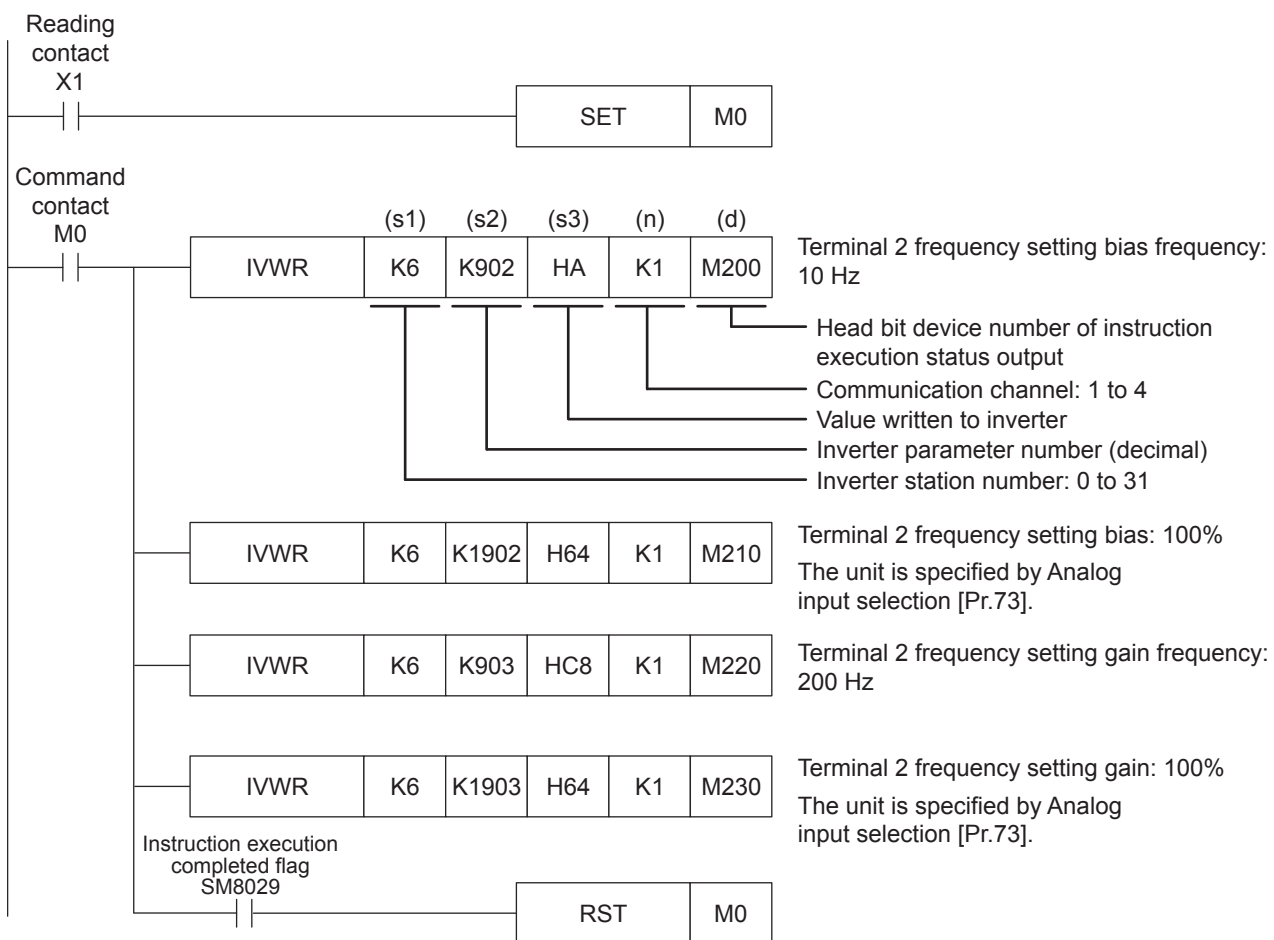 Reading
contact
X1
SET M0
Command
contact
M0
(s1) (s2) (s3) (n) (d)
IVWR K6 K902 HA K1 M200
Terminal 2 frequency setting bias frequency:
10 Hz
Head bit device number of instruction
execution status output
Communication channel: 1 to 4
Value written to inverter
Inverter parameter number (decimal)
Inverter station number: 0 to 31
IVWR K6 K1902 H64 K1 M210
Terminal 2 frequency setting bias: 100%
The unit is specified by Analog
input selection [Pr.73].
IVWR K6 K903 HC8 K1 M220
Terminal 2 frequency setting gain frequency:
200 Hz
IVWR K6 K1903 H64 K1 M230
Terminal 2 frequency setting gain: 100%
The unit is specified by Analog
input selection [Pr.73].
Instruction execution
completed flag
SM8029
RST M0